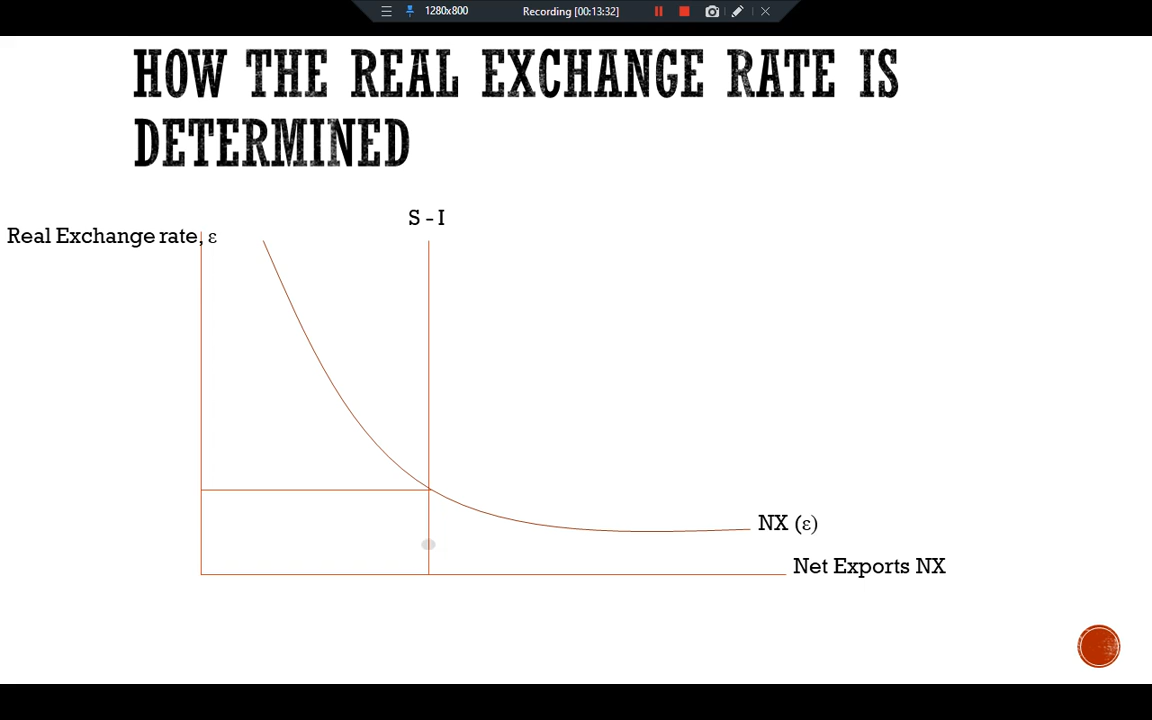 1280x800
Recording [00:13:32]
HOW THE REAL EXCHANGE RATE IS
DETERMINED
S - I
Real Exchange rate, ε
NX (ε)
Net Exports NX